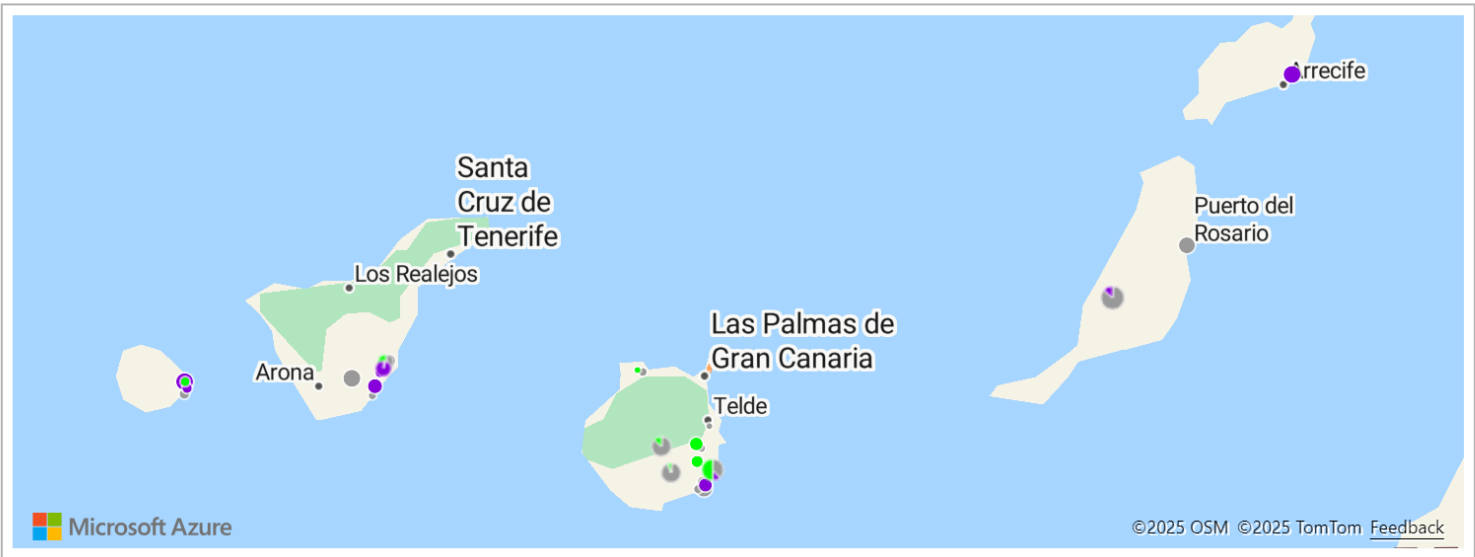 Arrecife
Santa
Cruz de
Tenerife
Puerto del
Rosario
Los Realejos
Las Palmas de
Gran Canaria
Arona
Telde
Microsoft Azure
©2025 OSM ©2025 TomTom Feedback